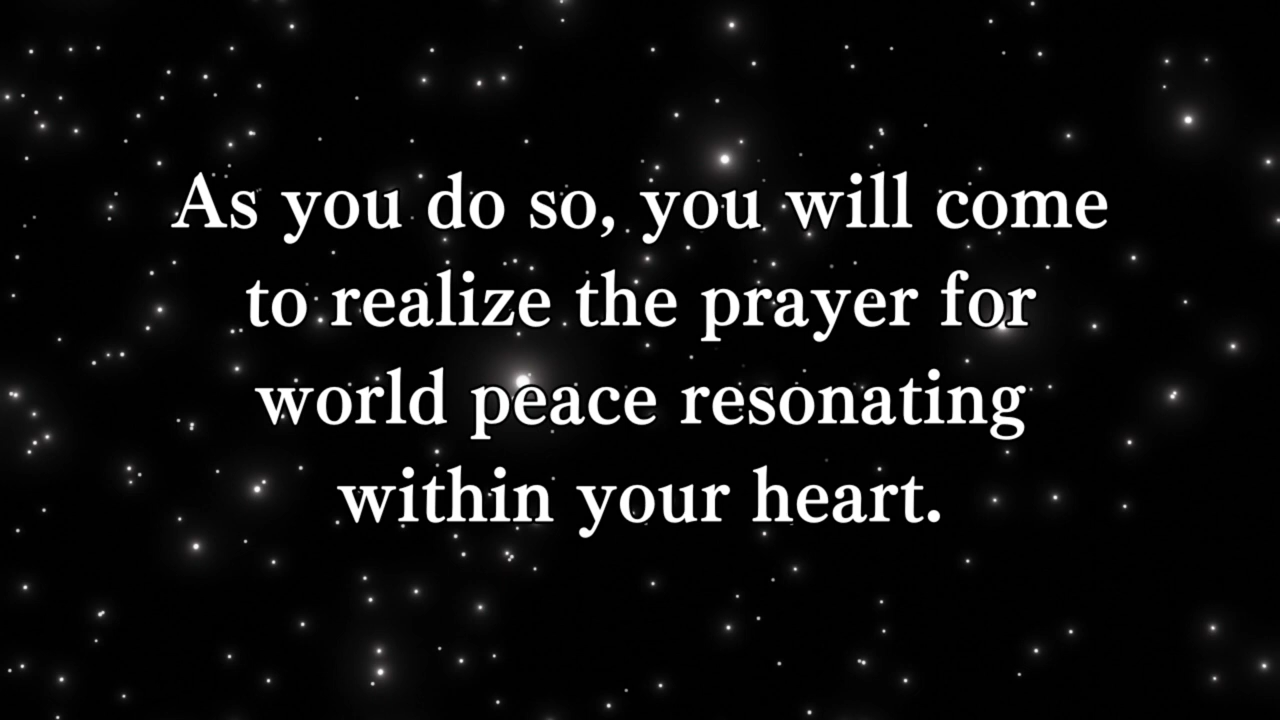 As you do so, you will come
to realize the prayer for
world peace resonating
within your heart.